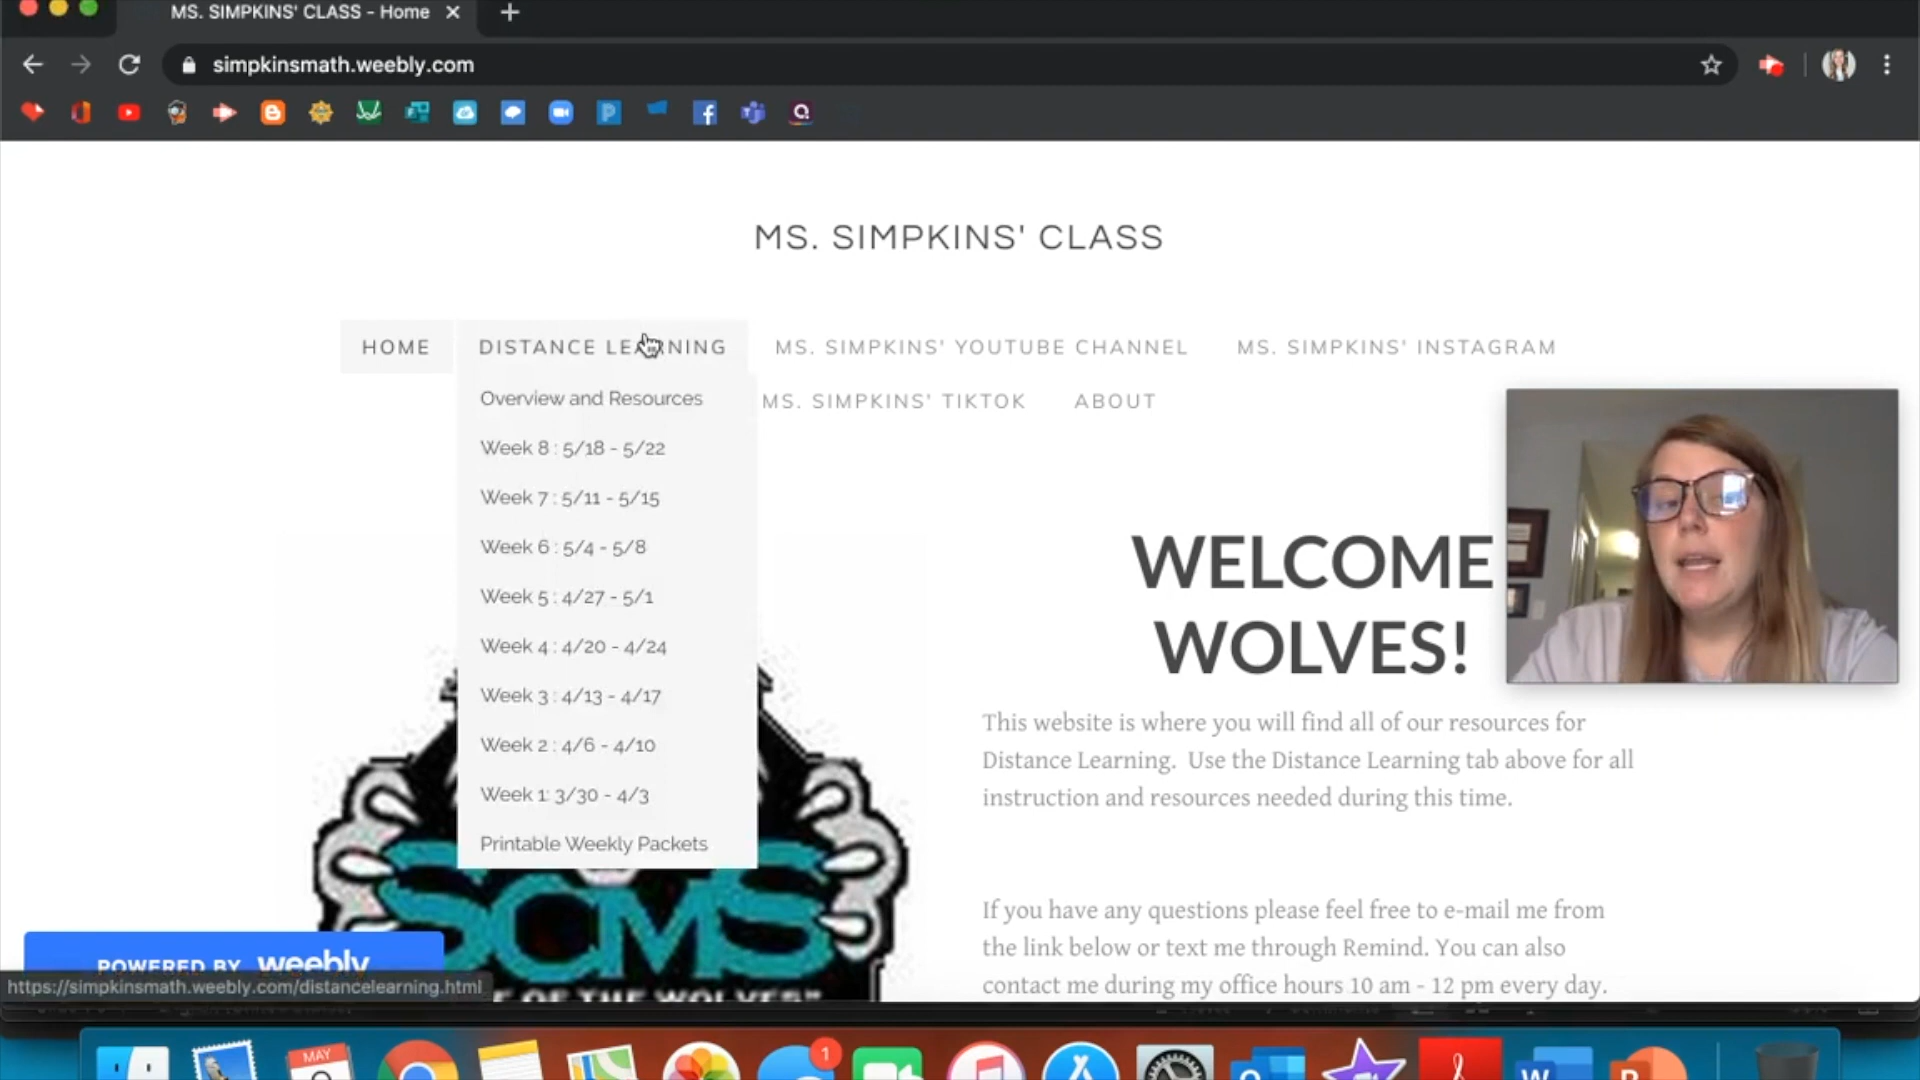 MS. SIMPKINS' CLASS - Home
simpkinsmath.weebly.com
MS. SIMPKINS' CLASS
HOME
DISTANCE LEARNING
MS. SIMPKINS' YOUTUBE CHANNEL
MS. SIMPKINS' INSTAGRAM
MS. SIMPKINS' TIKTOK
ABOUT
Overview and Resources
Week 8 : 5/18 - 5/22
Week 7 : 5/11 - 5/15
Week 6 : 5/4 - 5/8
Week 5 : 4/27 - 5/1
Week 4 : 4/20 - 4/24
Week 3 : 4/13 - 4/17
Week 2 : 4/6 - 4/10
Week 1: 3/30 - 4/3
Printable Weekly Packets
WELCOME
WOLVES!
This website is where you will find all of our resources for
Distance Learning.  Use the Distance Learning tab above for all
instruction and resources needed during this time.
If you have any questions please feel free to e-mail me from
the link below or text me through Remind. You can also
contact me during my office hours 10 am - 12 pm every day.
SCMS
OF THE WOLVES"
POWERED BY weebly
https://simpkinsmath.weebly.com/distancelearning.html
MAY
1